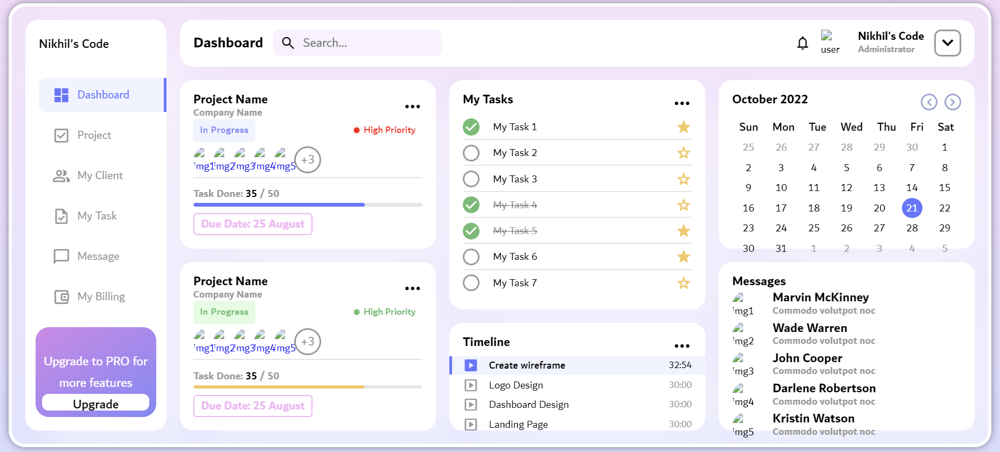 Nikhil's Code
Dashboard
Project
My Client
My Task
Message
My Billing
Upgrade to PRO for
more features
Upgrade
Dashboard
Search...
user
Nikhil's Code
Administrator
Project Name
Company Name
In Progress
High Priority
img1 img2 img3 img4 img5 +3
Task Done: 35 / 50
Due Date: 25 August
Project Name
Company Name
In Progress
High Priority
img1 img2 img3 img4 img5 +3
Task Done: 35 / 50
Due Date: 25 August
My Tasks
My Task 1
My Task 2
My Task 3
My Task 4
My Task 5
My Task 6
My Task 7
Timeline
Create wireframe 32:54
Logo Design 30:00
Dashboard Design 30:00
Landing Page 30:00
October 2022
Sun Mon Tue Wed Thu Fri Sat
25 26 27 28 29 30 1
2 3 4 5 6 7 8
9 10 11 12 13 14 15
16 17 18 19 20 21 22
23 24 25 26 27 28 29
30 31 1 2 3 4 5
Messages
img1
Marvin McKinney
Commodo volutpot noc
img2
Wade Warren
Commodo volutpot noc
img3
John Cooper
Commodo volutpot noc
img4
Darlene Robertson
Commodo volutpot noc
img5
Kristin Watson
Commodo volutpot noc